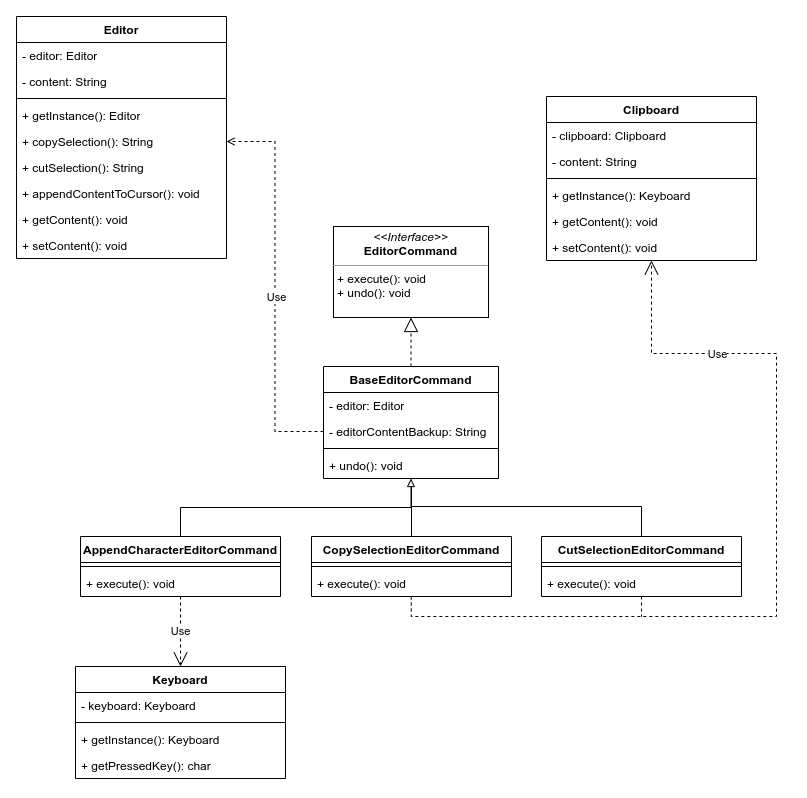 Editor
- editor: Editor
- content: String
+ getInstance(): Editor
+ copySelection(): String
+ cutSelection(): String
+ appendContentToCursor(): void
+ getContent(): void
+ setContent(): void
Clipboard
- clipboard: Clipboard
- content: String
+ getInstance(): Keyboard
+ getContent(): void
+ setContent(): void
<<Interface>>
EditorCommand
+ execute(): void
+ undo(): void
Use
Use
BaseEditorCommand
- editor: Editor
- editorContentBackup: String
+ undo(): void
AppendCharacterEditorCommand
+ execute(): void
CopySelectionEditorCommand
+ execute(): void
CutSelectionEditorCommand
+ execute(): void
Use
Keyboard
- keyboard: Keyboard
+ getInstance(): Keyboard
+ getPressedKey(): char